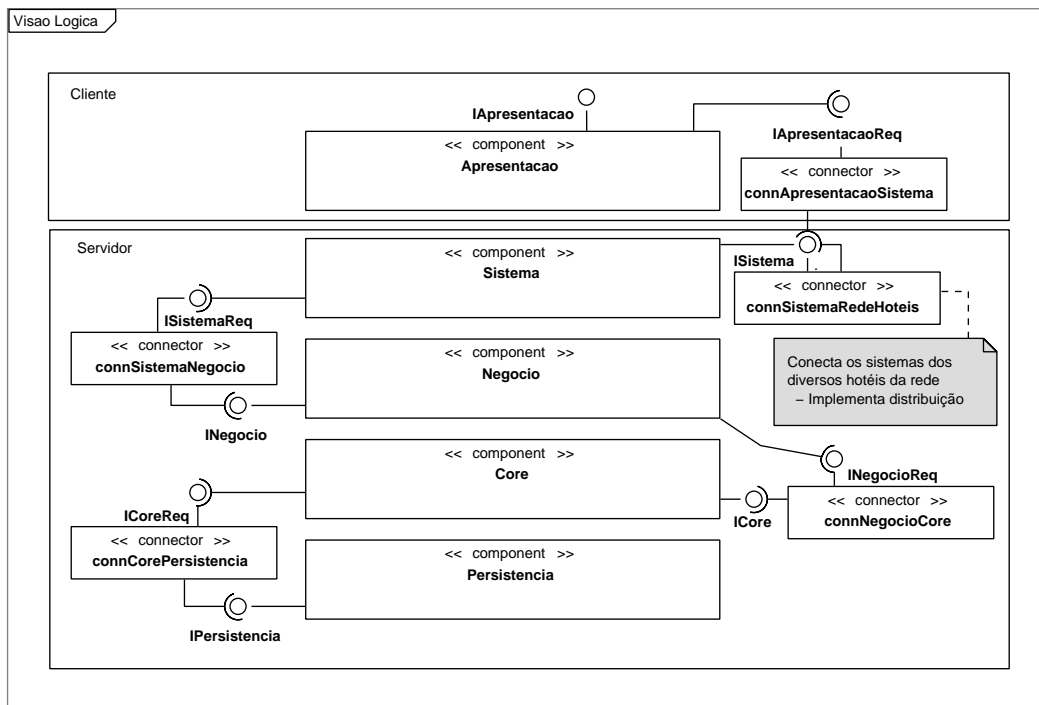 Visao Logica
Cliente
IApresentacao
IApresentacaoReq
<< component >>
Apresentacao
<< connector >>
connApresentacaoSistema
Servidor
<< component >>
Sistema
ISistema
<< connector >>
connSistemaRedeHoteis
ISistemaReq
<< connector >>
connSistemaNegocio
<< component >>
Negocio
Conecta os sistemas dos
diversos hotéis da rede
– Implementa distribuição
INegocio
<< component >>
Core
INegocioReq
<< connector >>
connNegocioCore
ICore
ICoreReq
<< connector >>
connCorePersistencia
<< component >>
Persistencia
IPersistencia